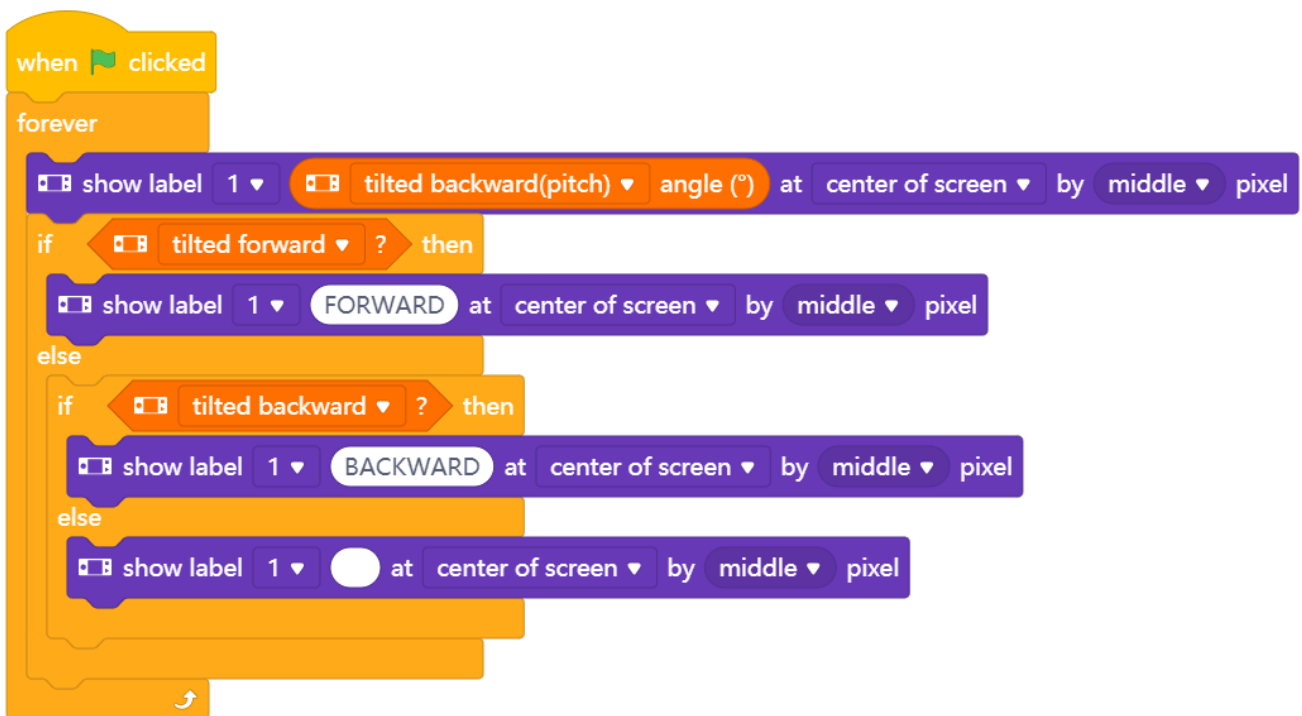 when clicked
forever
show label 1 tilted backward(pitch) angle (°) at center of screen by middle pixel
if tilted forward ? then
show label 1 FORWARD at center of screen by middle pixel
else
if tilted backward ? then
show label 1 BACKWARD at center of screen by middle pixel
else
show label 1 at center of screen by middle pixel